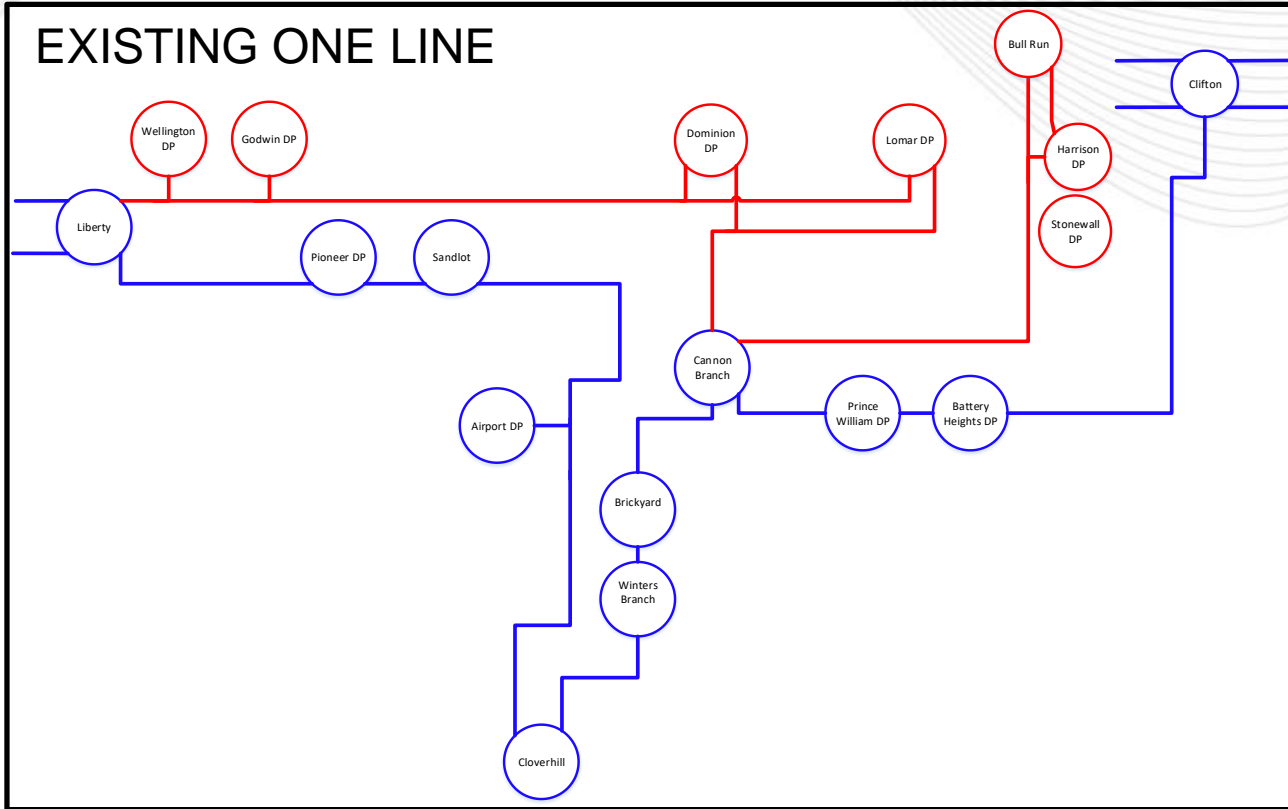 EXISTING ONE LINE
Bull Run
Clifton
Wellington
DP
Godwin DP
Dominion
DP
Lomar DP
Harrison
DP
Liberty
Stonewall
DP
Pioneer DP
Sandlot
Cannon
Branch
Airport DP
Prince
William DP
Battery
Heights DP
Brickyard
Winters
Branch
Cloverhill